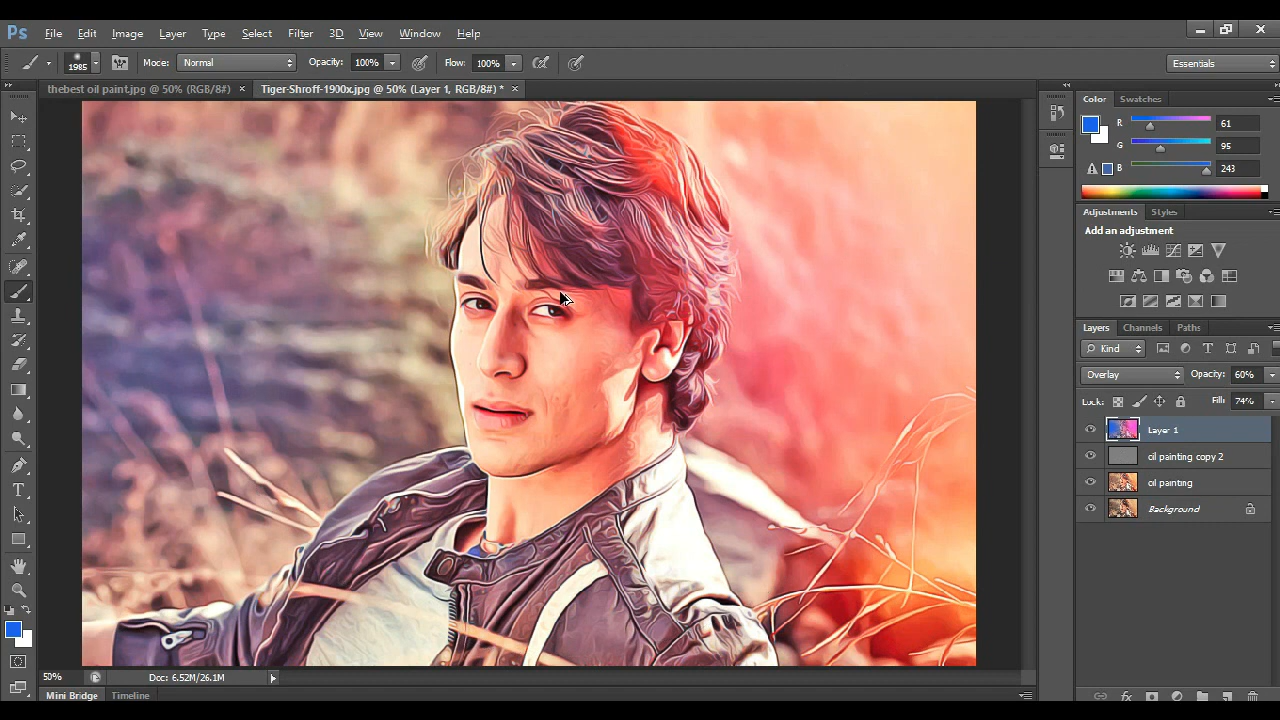 Ps File Edit Image Layer Type Select Filter 3D View Window Help
1985 Mode: Normal Opacity: 100% Flow: 100% Essentials
thebest oil paint.jpg @ 50% (RGB/8#) × Tiger-Shroff-1900x.jpg @ 50% (Layer 1, RGB/8#) * ×
Color Swatches
R 61
G 95
B 243
Adjustments Styles
Add an adjustment
Layers Channels Paths
Kind
Overlay Opacity: 60%
Lock: Fill: 74%
Layer 1
oil painting copy 2
oil painting
Background
50% Doc: 6.52M/26.1M
Mini Bridge Timeline